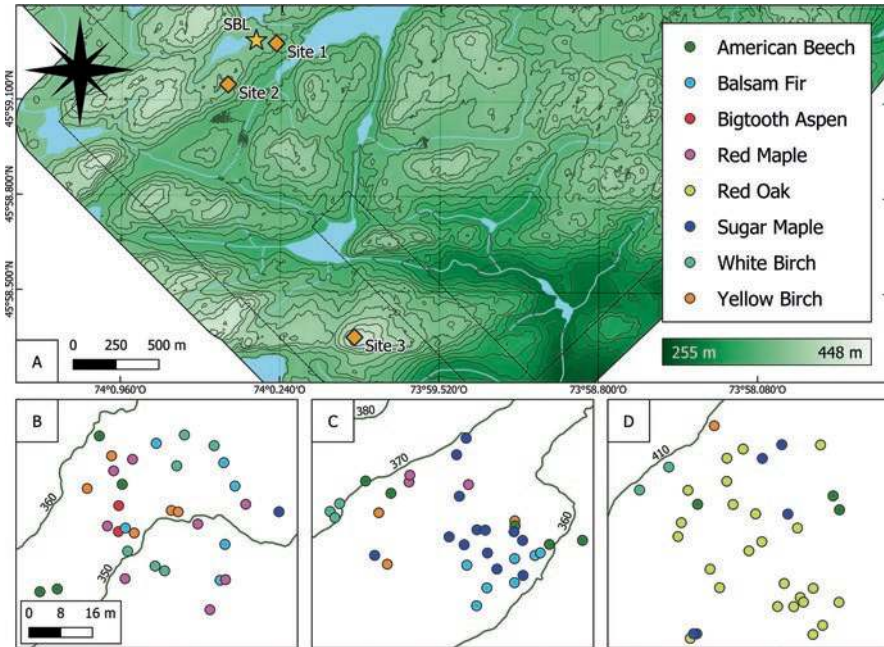 SBL
Site 1
Site 2
Site 3
American Beech
Balsam Fir
Bigtooth Aspen
Red Maple
Red Oak
Sugar Maple
White Birch
Yellow Birch
255 m
448 m
45°59.100'N
45°58.800'N
45°58.500'N
A
0 250 500 m
74°0.960'O 74°0.240'O 73°59.520'O 73°58.800'O 73°58.080'O
B
360
350
0 8 16 m
C
380
370
360
D
410